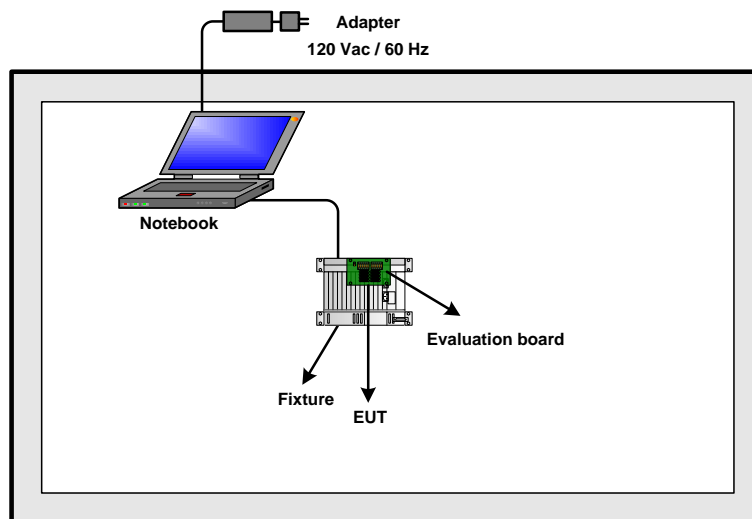 Adapter
120 Vac / 60 Hz
Notebook
Evaluation board
Fixture
EUT